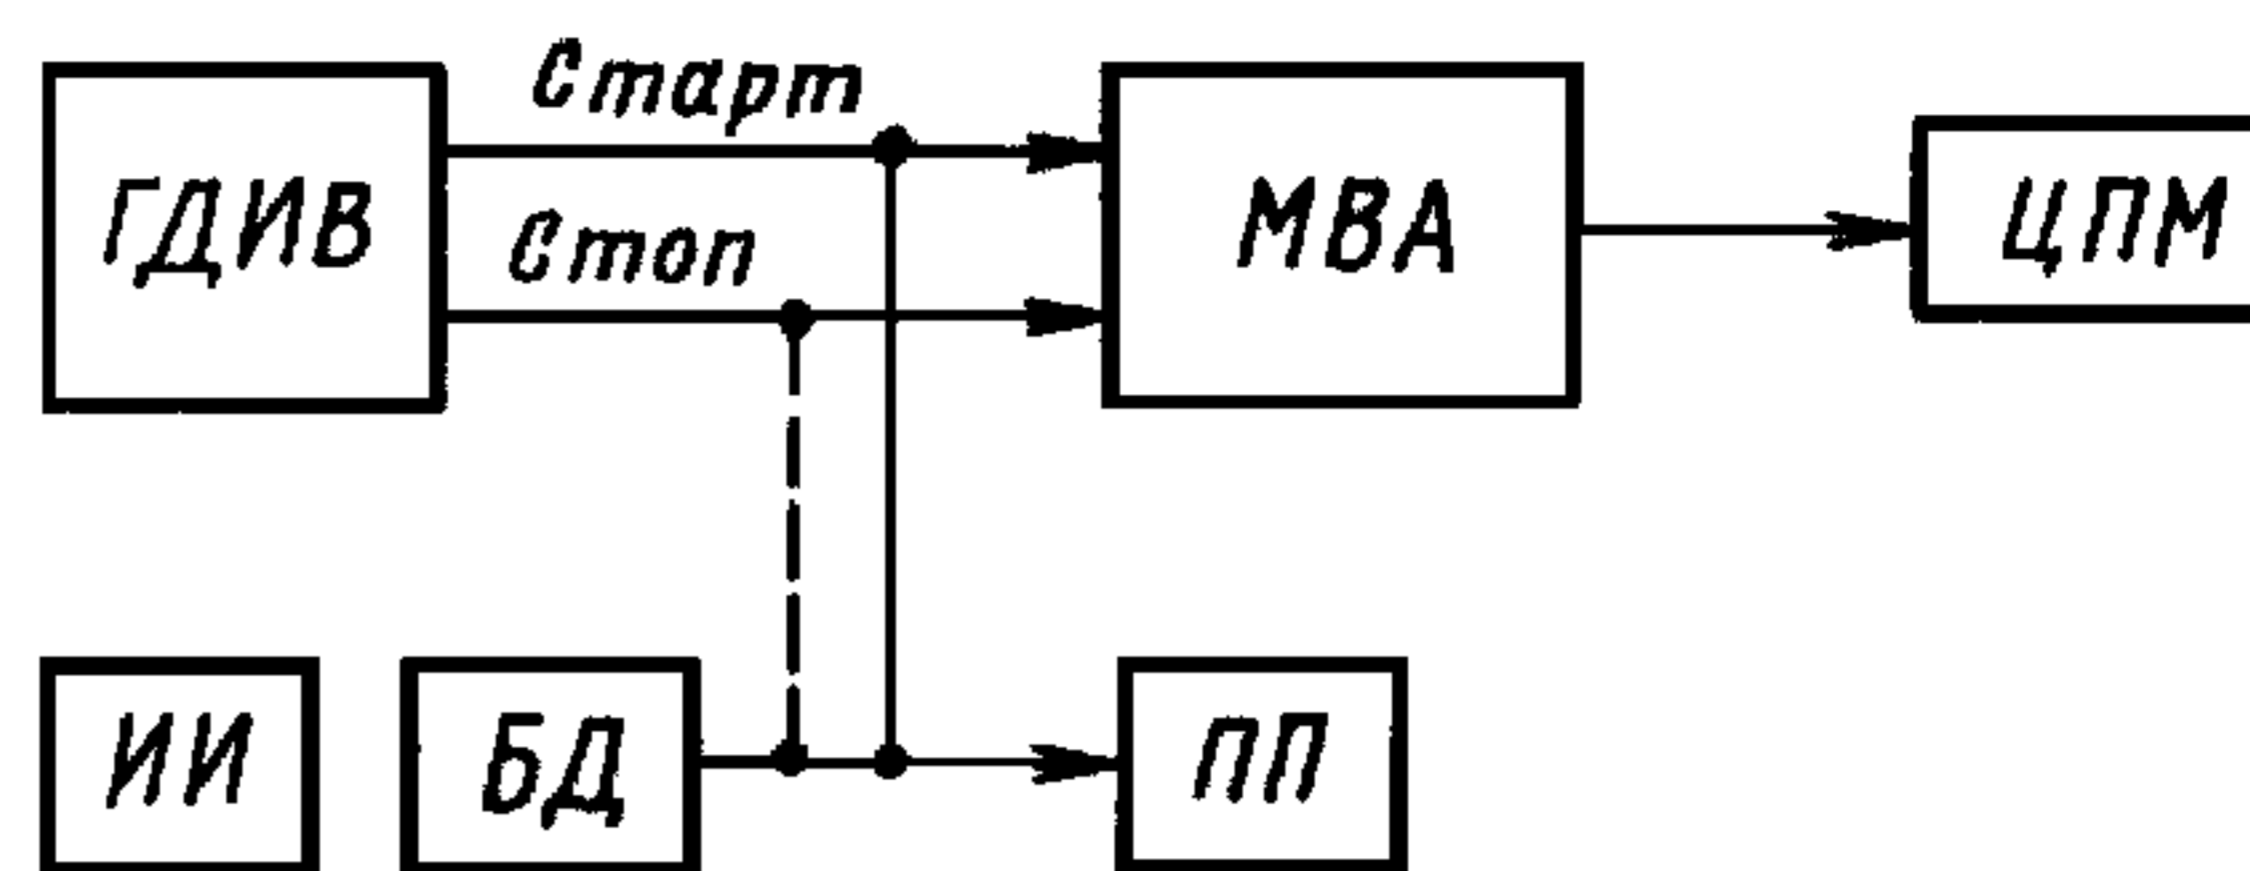 Старт
ГДИВ
МВА
ЦПМ
Стоп
ИИ
БД
ПП